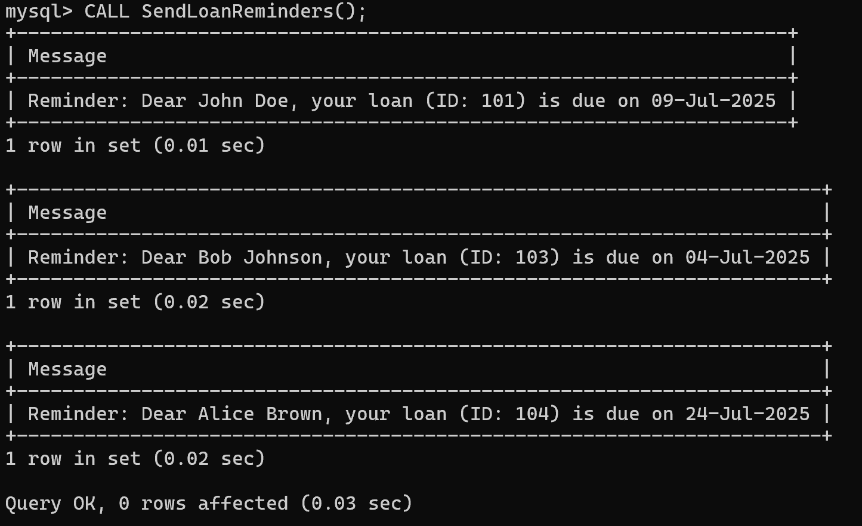 mysql> CALL SendLoanReminders();
+--------------------------------------------------------------------+
| Message                                                            |
+--------------------------------------------------------------------+
| Reminder: Dear John Doe, your loan (ID: 101) is due on 09-Jul-2025 |
+--------------------------------------------------------------------+
1 row in set (0.01 sec)

+-----------------------------------------------------------------------+
| Message                                                               |
+-----------------------------------------------------------------------+
| Reminder: Dear Bob Johnson, your loan (ID: 103) is due on 04-Jul-2025 |
+-----------------------------------------------------------------------+
1 row in set (0.02 sec)

+-----------------------------------------------------------------------+
| Message                                                               |
+-----------------------------------------------------------------------+
| Reminder: Dear Alice Brown, your loan (ID: 104) is due on 24-Jul-2025 |
+-----------------------------------------------------------------------+
1 row in set (0.02 sec)

Query OK, 0 rows affected (0.03 sec)